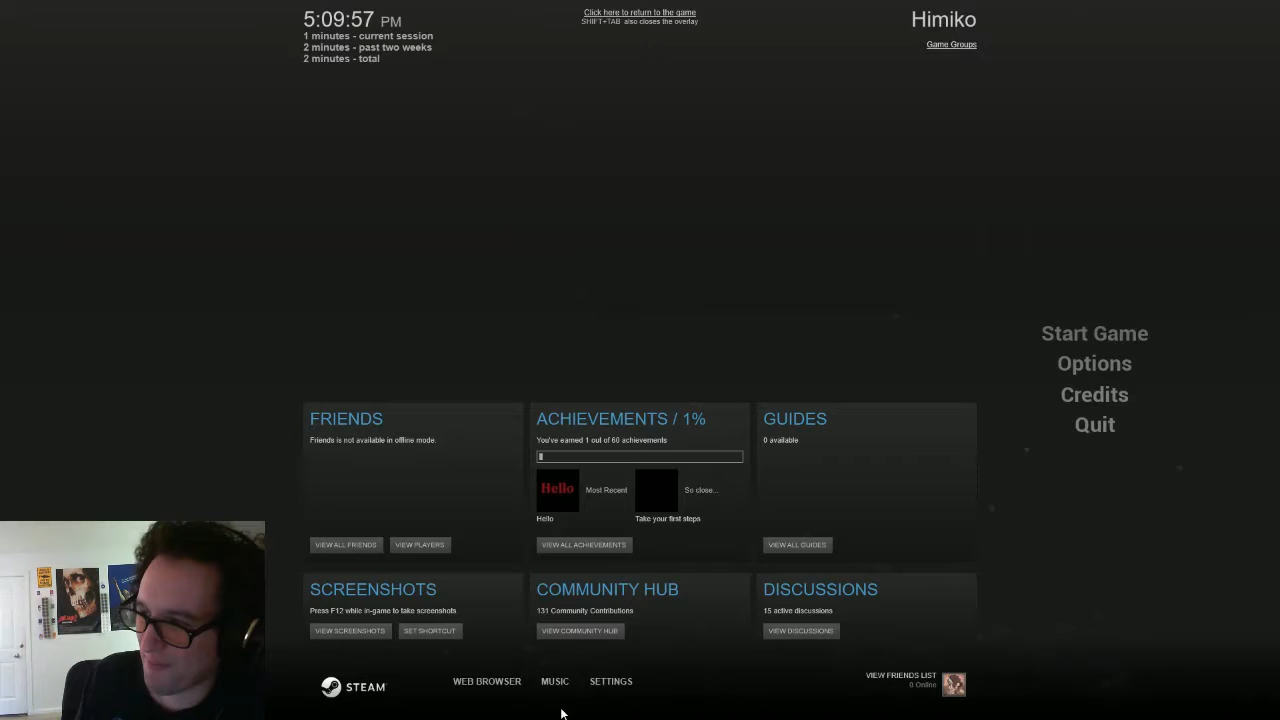 5:09:57 PM
1 minutes - current session
2 minutes - past two weeks
2 minutes - total
Click here to return to the game
SHIFT+TAB also closes the overlay
Himiko
Game Groups
Start Game
Options
Credits
Quit
FRIENDS
Friends is not available in offline mode.
VIEW ALL FRIENDS
VIEW PLAYERS
ACHIEVEMENTS / 1%
You've earned 1 out of 60 achievements
Hello
Most Recent
So close...
Hello
Take your first steps
VIEW ALL ACHIEVEMENTS
GUIDES
0 available
VIEW ALL GUIDES
SCREENSHOTS
Press F12 while in-game to take screenshots
VIEW SCREENSHOTS
SET SHORTCUT
COMMUNITY HUB
131 Community Contributions
VIEW COMMUNITY HUB
DISCUSSIONS
15 active discussions
VIEW DISCUSSIONS
STEAM
WEB BROWSER
MUSIC
SETTINGS
VIEW FRIENDS LIST
0 Online